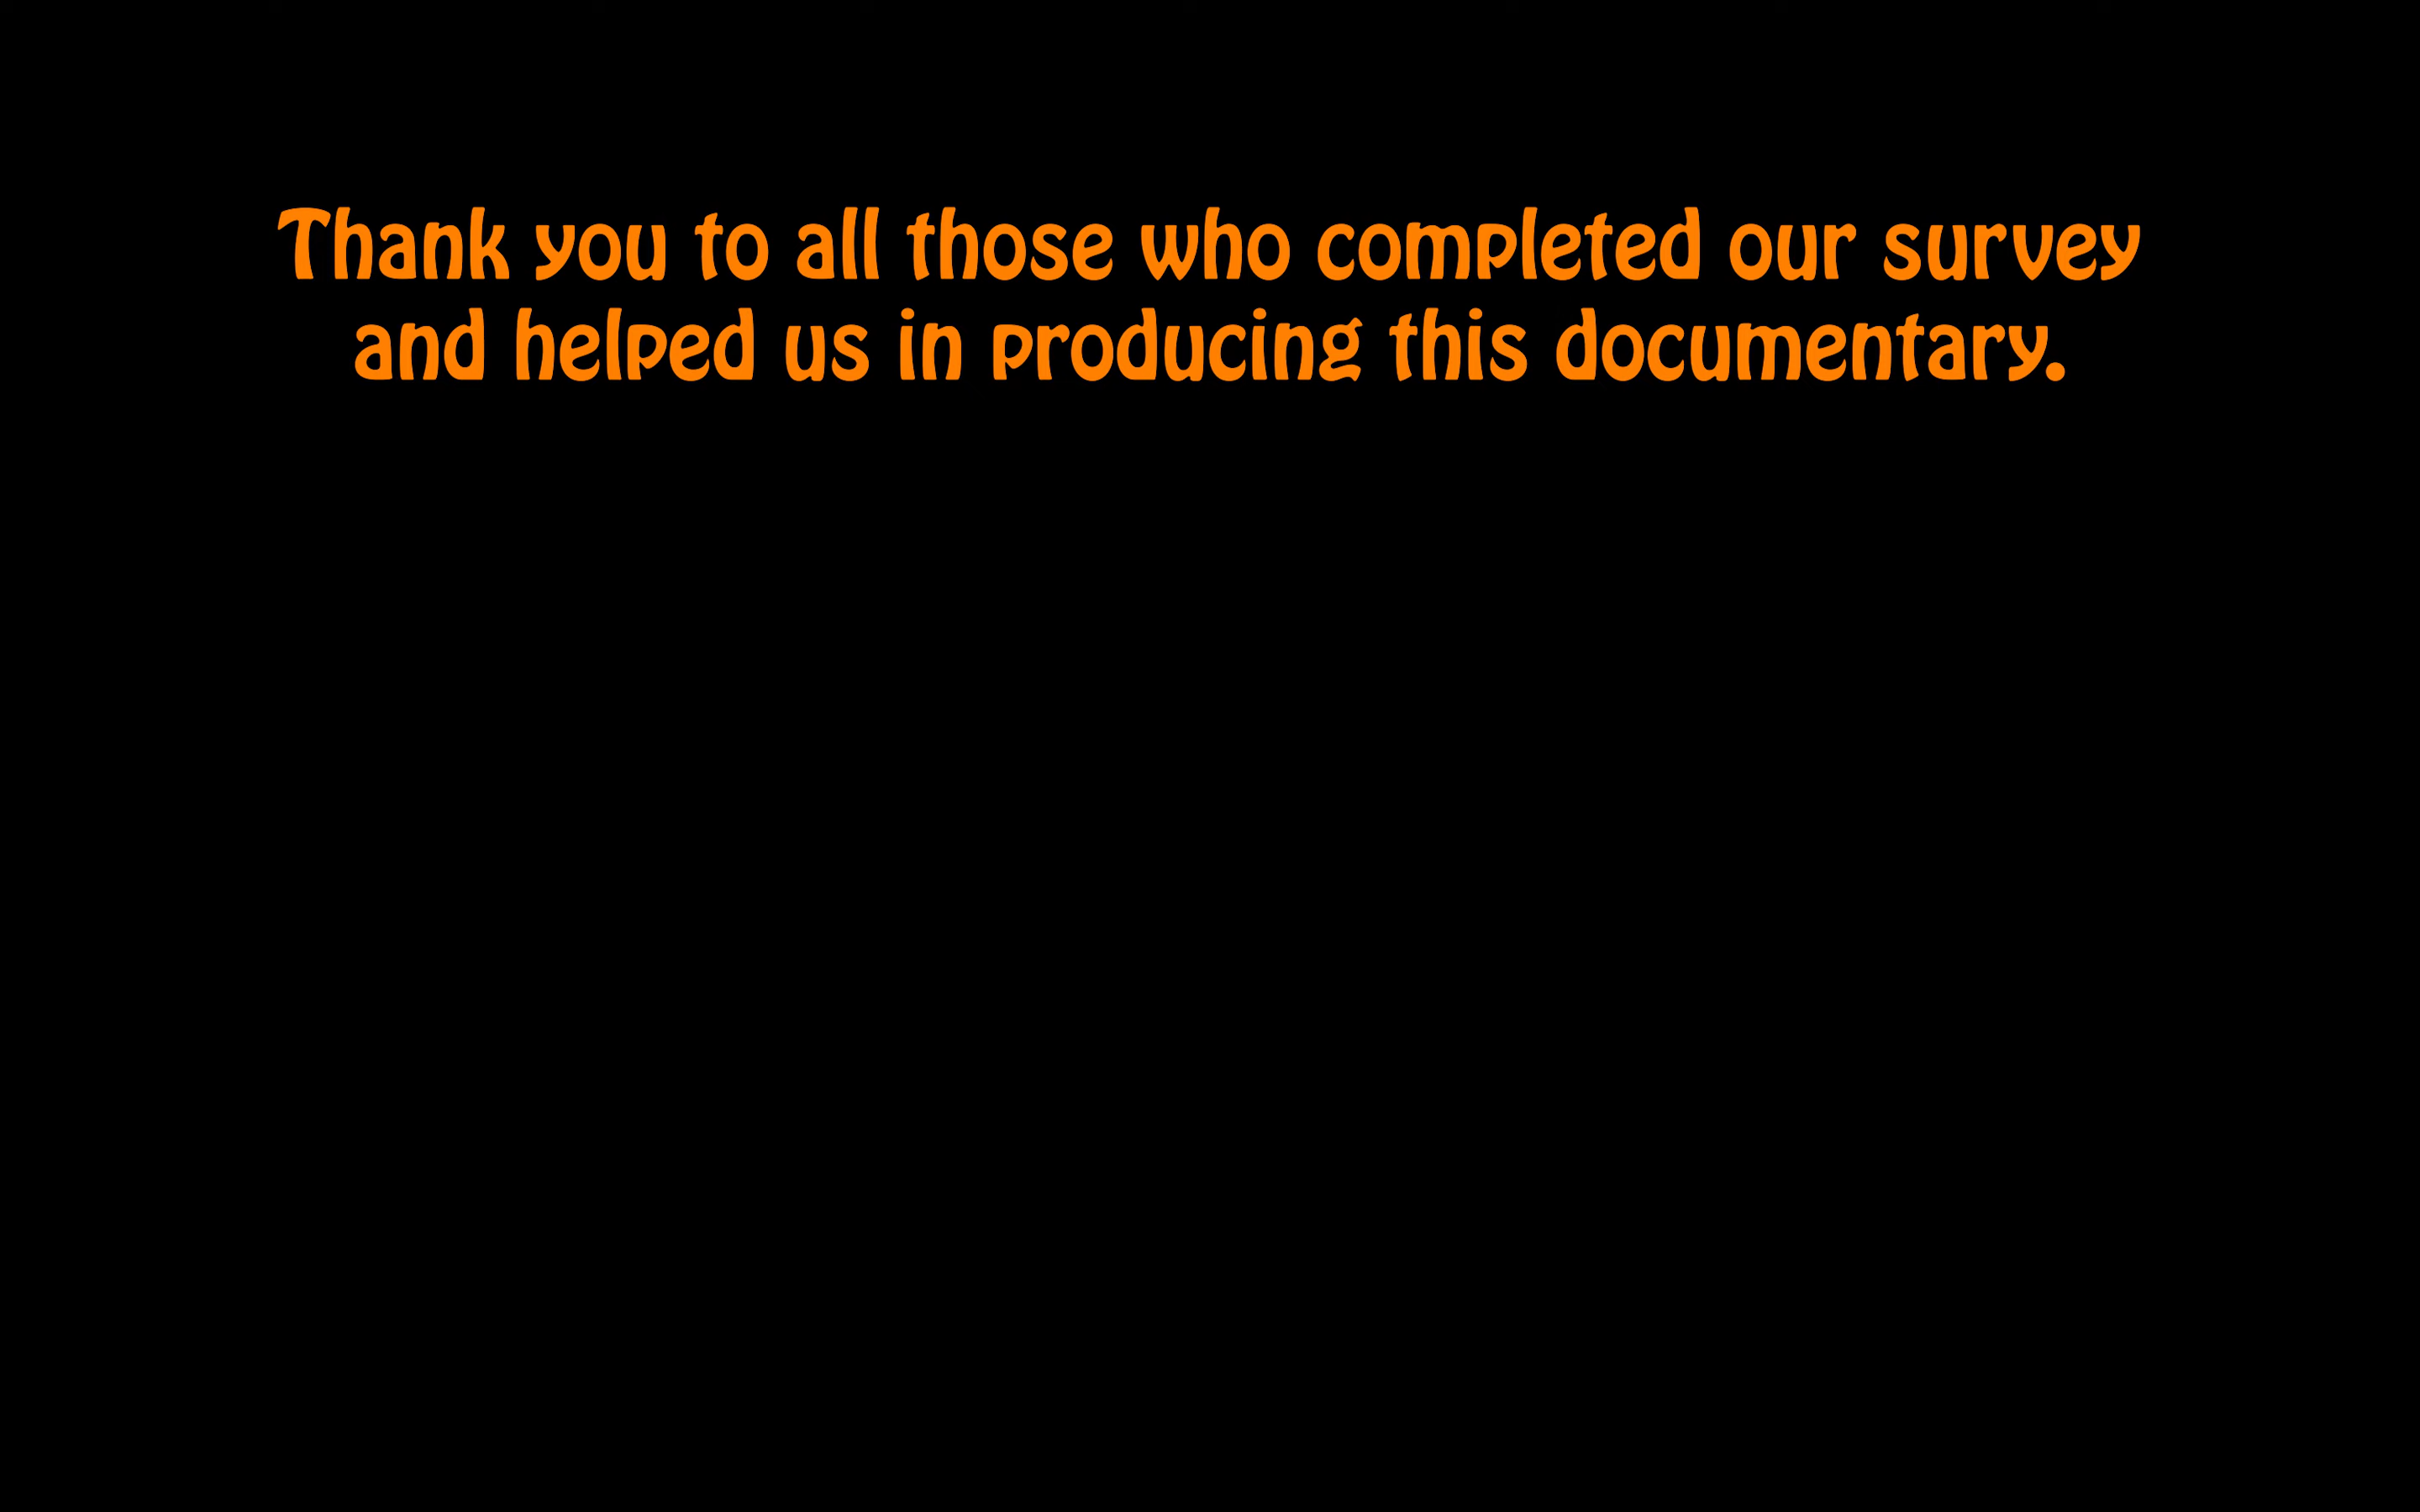 Thank you to all those who completed our survey
and helped us in producing this documentary.